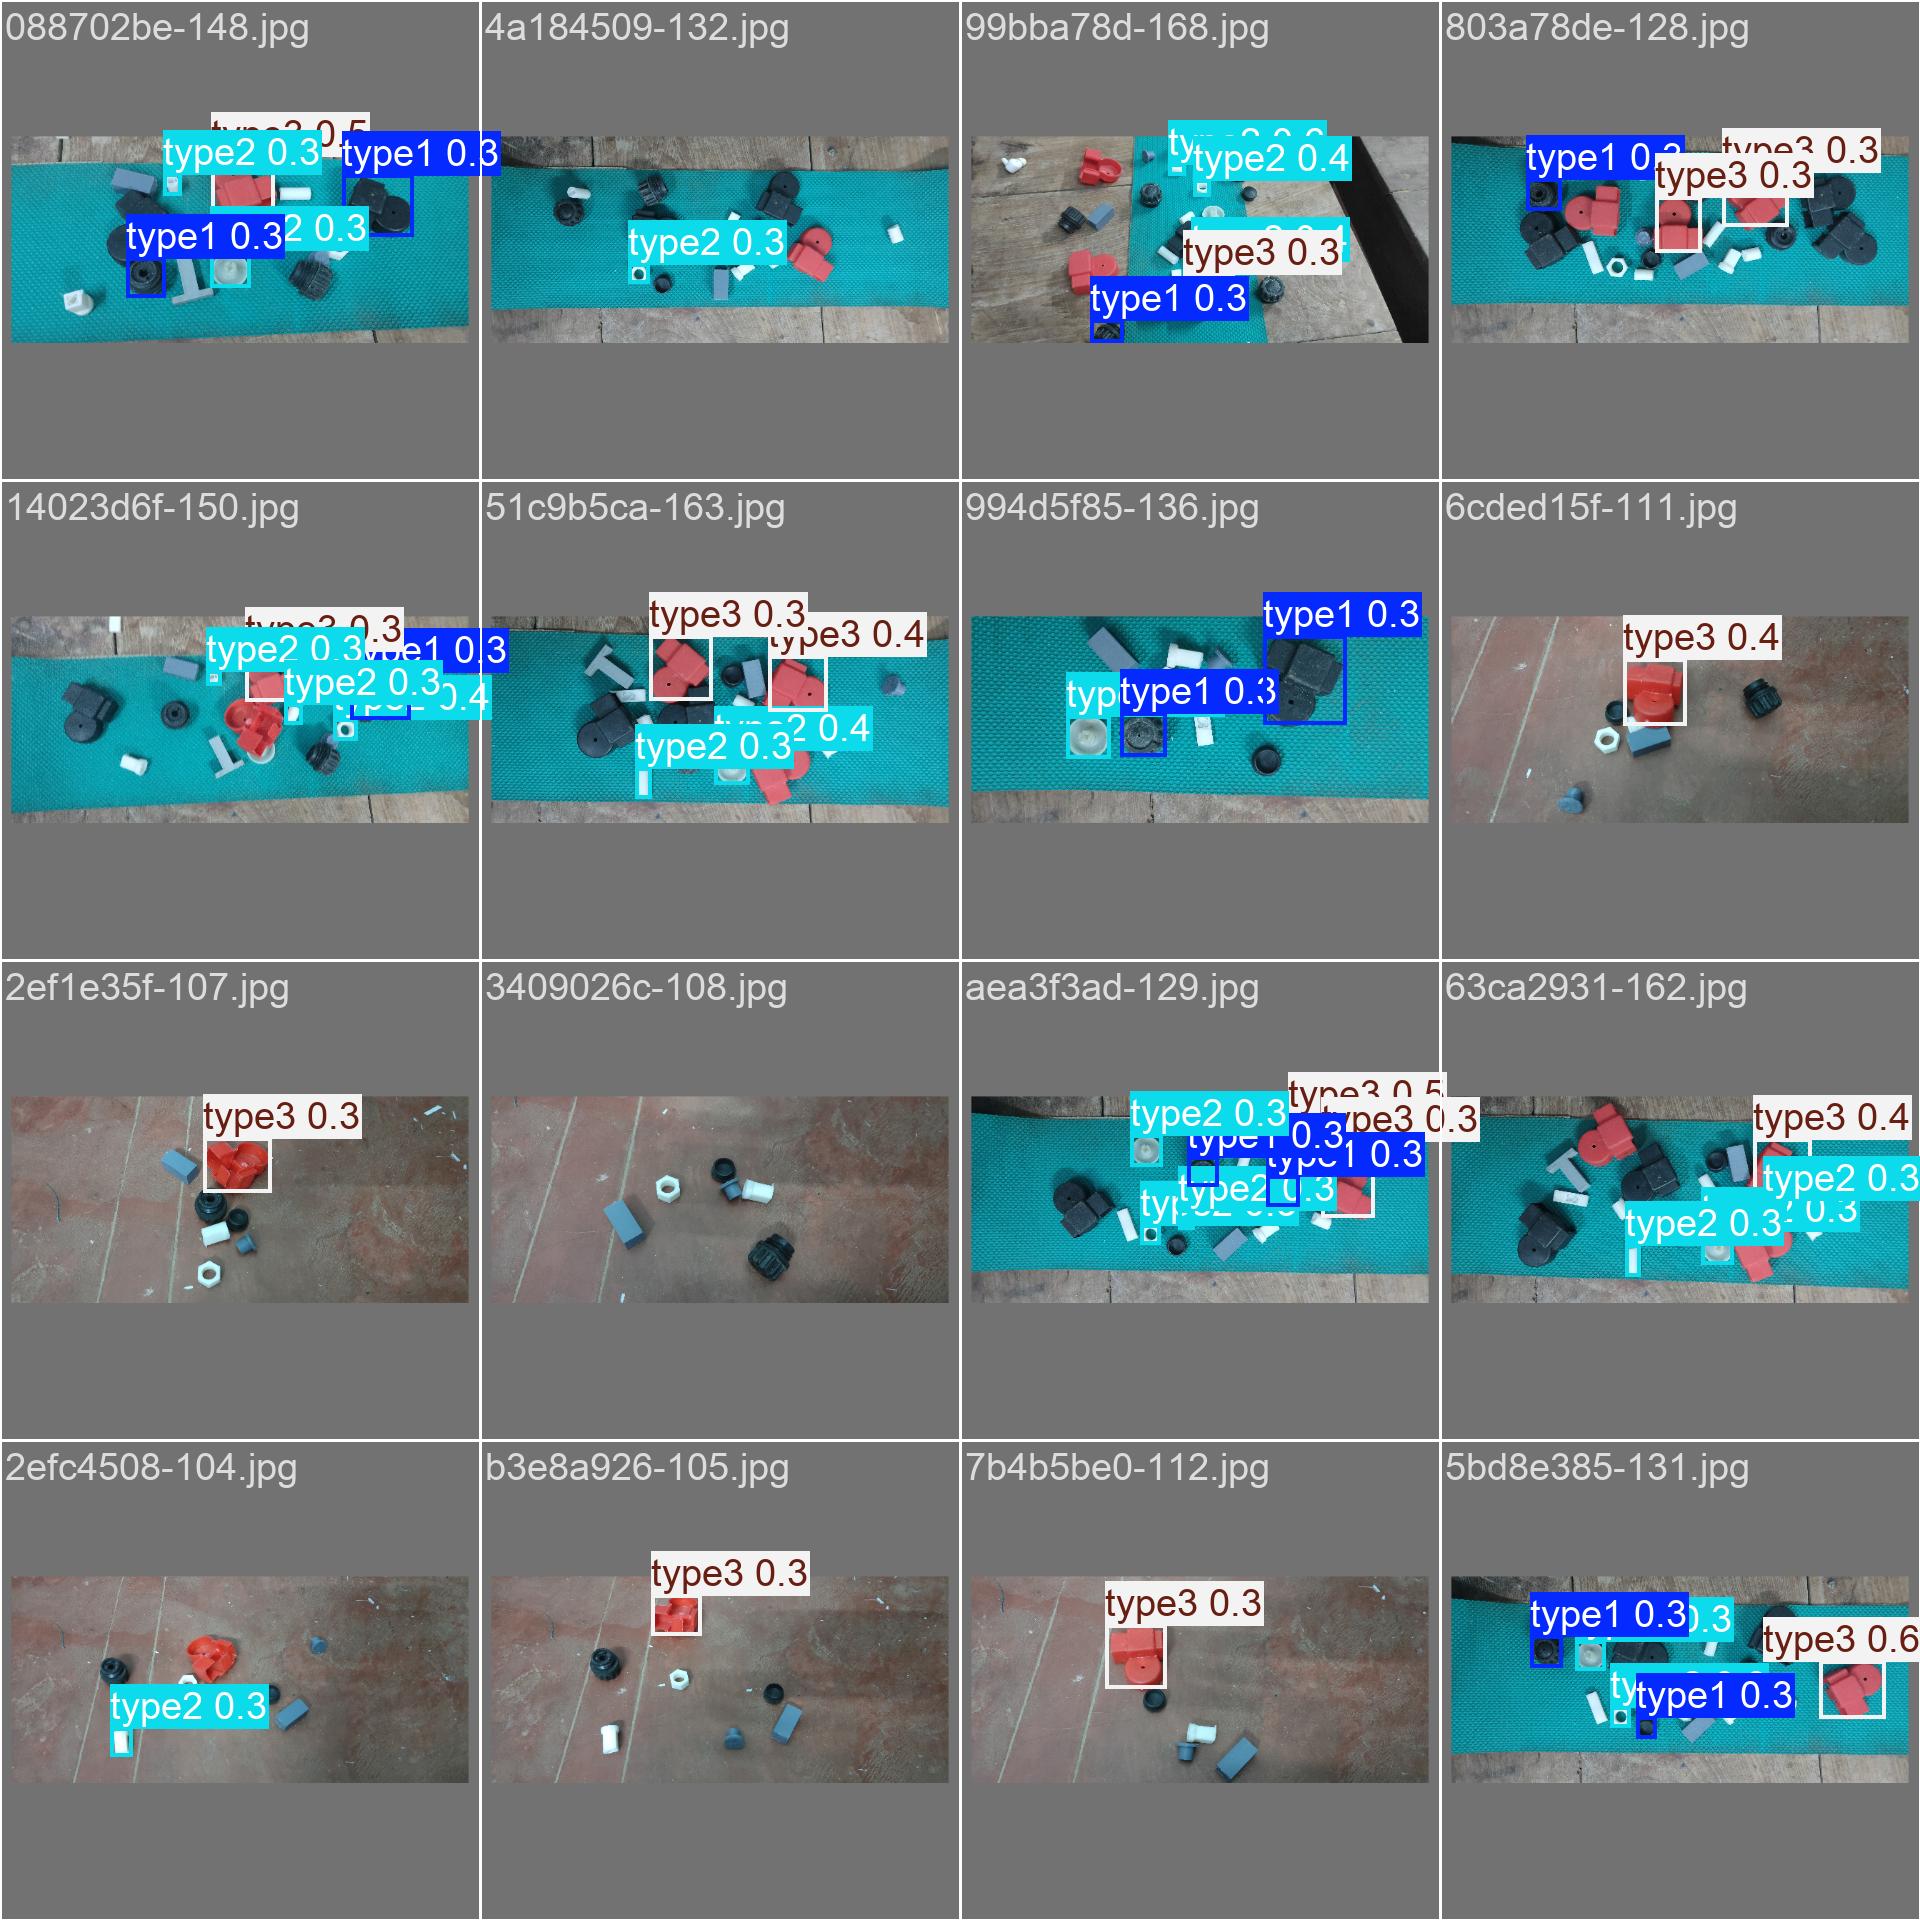 088702be-148.jpg
type3 0.5
type2 0.3
type1 0.3
type1 0.3
2 0.3
4a184509-132.jpg
type2 0.3
99bba78d-168.jpg
type2 0.4
type3 0.3
type1 0.3
803a78de-128.jpg
type1 0.3
type3 0.3
type3 0.3
14023d6f-150.jpg
type3 0.3
type2 0.3
type1 0.3
type2 0.3
0.4
51c9b5ca-163.jpg
type3 0.3
type3 0.4
type2 0.4
type2 0.3
994d5f85-136.jpg
type1 0.3
typ
type1 0.3
6cded15f-111.jpg
type3 0.4
2ef1e35f-107.jpg
type3 0.3
3409026c-108.jpg
aea3f3ad-129.jpg
type3 0.5
type2 0.3
type3 0.3
type1 0.3
type1 0.3
type2 0.3
63ca2931-162.jpg
type3 0.4
type2 0.3
type2 0.3
0.3
2efc4508-104.jpg
type2 0.3
b3e8a926-105.jpg
type3 0.3
7b4b5be0-112.jpg
type3 0.3
5bd8e385-131.jpg
type1 0.3
0.3
type3 0.6
ty
type1 0.3